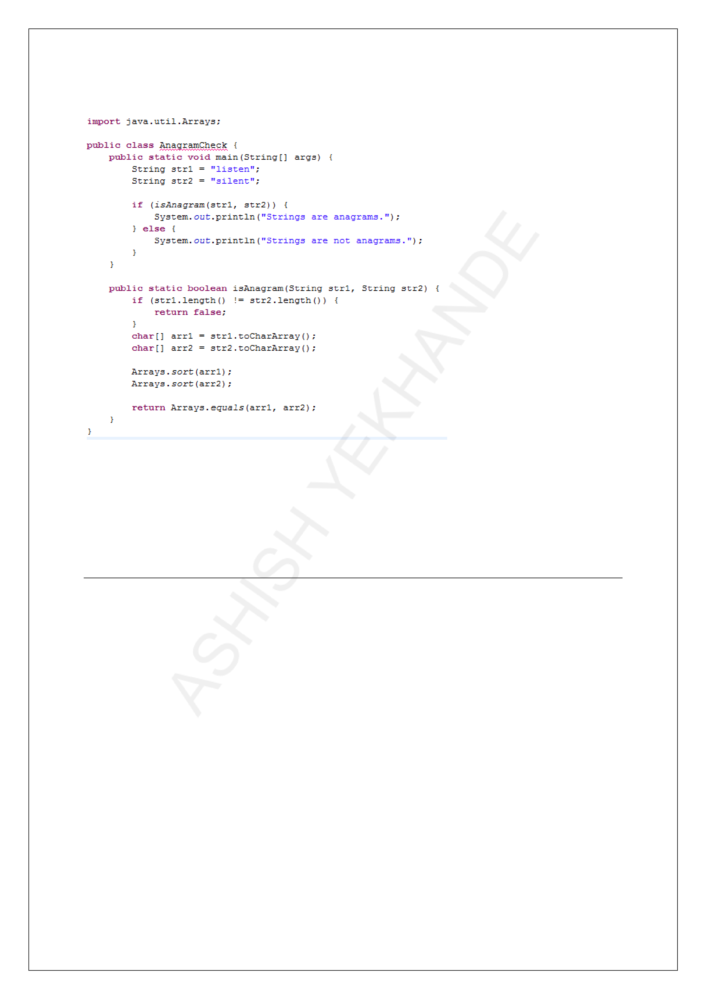 import java.util.Arrays;
public class AnagramCheck {
    public static void main(String[] args) {
        String str1 = "listen";
        String str2 = "silent";
        if (isAnagram(str1, str2)) {
            System.out.println("Strings are anagrams.");
        } else {
            System.out.println("Strings are not anagrams.");
        }
    }
    public static boolean isAnagram(String str1, String str2) {
        if (str1.length() != str2.length()) {
            return false;
        }
        char[] arr1 = str1.toCharArray();
        char[] arr2 = str2.toCharArray();
        Arrays.sort(arr1);
        Arrays.sort(arr2);
        return Arrays.equals(arr1, arr2);
    }
}
ASHISH YEKHANDE